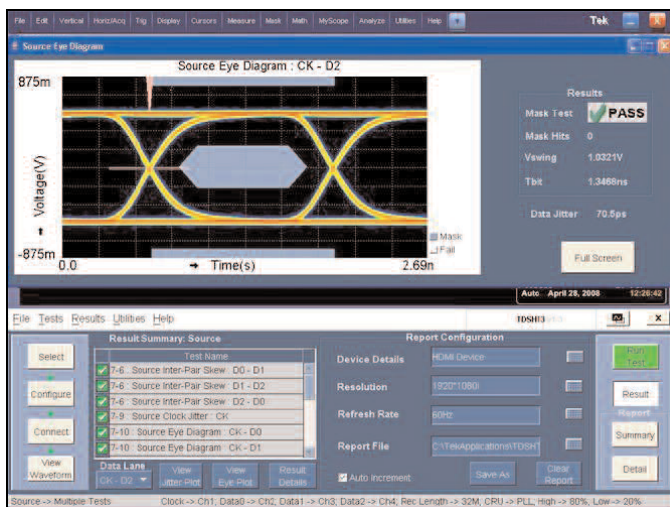 File Edit Vertical Horiz/Acq Trig Display Cursors Measure Mask Math MyScope Analyze Utilities Help Tek
Source Eye Diagram
Source Eye Diagram : CK - D2
875m
Voltage(V)
-875m
0.0
Time(s)
2.69n
Mask
Fail
Results
Mask Test PASS
Mask Hits 0
Vswing 1.0321V
Tbit 1.3468ns
Data Jitter 70.5ps
Full Screen
Auto April 28, 2008 12:26:42
File Tests Results Utilities Help TDSHT3
Select
Configure
Connect
View Waveform
Result Summary: Source
Test Name
7-6 : Source Inter-Pair Skew : D0 - D1
7-6 : Source Inter-Pair Skew : D1 - D2
7-6 : Source Inter-Pair Skew : D2 - D0
7-9 : Source Clock Jitter : CK
7-10 : Source Eye Diagram : CK - D0
7-10 : Source Eye Diagram : CK - D1
Data Lane
CK - D2
View Jitter Plot
View Eye Plot
Result Details
Report Configuration
Device Details HDMI Device
Resolution 1920*1080i
Refresh Rate 60Hz
Report File C:\TekApplications\TDSHT
Auto Increment
Save As
Clear Report
Run Test
Result
Report
Summary
Detail
Source -> Multiple Tests Clock -> Ch1, Data0 -> Ch2, Data1 -> Ch3, Data2 -> Ch4, Rec Length -> 32M, CRU -> PLL, High -> 80%, Low -> 20%